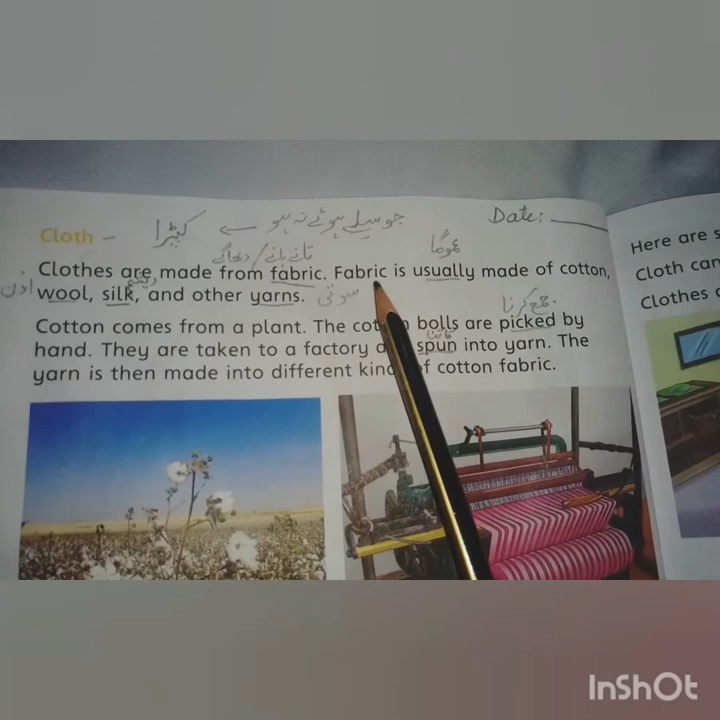 جو سلے ہوئے نہ ہو ← کپڑا
Date:
Cloth –
تانے بانے / دھاگے
عموماً
Clothes are made from fabric. Fabric is usually made of cotton,
اون
ریشم
سوتی
wool, silk, and other yarns.
جمع کرنا
Cotton comes from a plant. The cot n bolls are picked by
کاتنا
hand. They are taken to a factory a spun into yarn. The
yarn is then made into different kind f cotton fabric.
Here are s
Cloth can
Clothes
InShOt